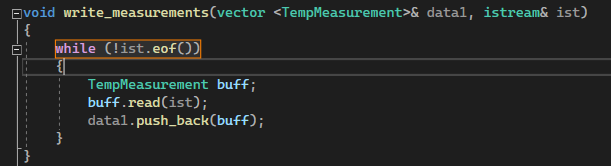 void write_measurements(vector <TempMeasurement>& data1, istream& ist)
{
while (!ist.eof())
{
TempMeasurement buff;
buff.read(ist);
data1.push_back(buff);
}
}